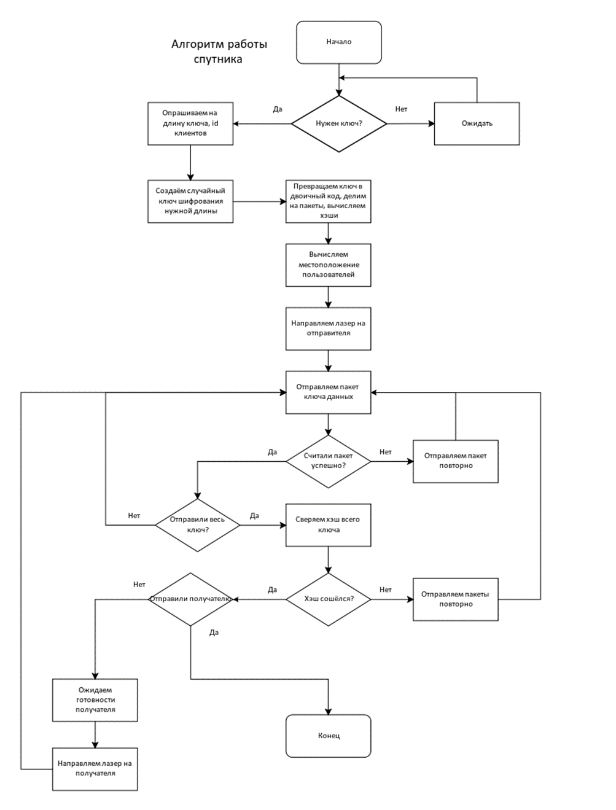 Алгоритм работы
спутника
Начало
Да
Нужен ключ?
Нет
Ожидать
Опрашиваем на
длину ключа, id
клиентов
Создаём случайный
ключ шифрования
нужной длины
Превращаем ключ в
двоичный код, делим
на пакеты, вычисляем
хэши
Вычисляем
местоположение
пользователей
Направляем лазер на
отправителя
Отправляем пакет
ключа данных
Да
Считали пакет
успешно?
Нет
Отправляем пакет
повторно
Нет
Отправили весь
ключ?
Да
Сверяем хэш всего
ключа
Нет
Отправили получателю
Да
Хэш сошёлся?
Нет
Отправляем пакеты
повторно
Да
Ожидаем
готовности
получателя
Направляем лазер на
получателя
Конец